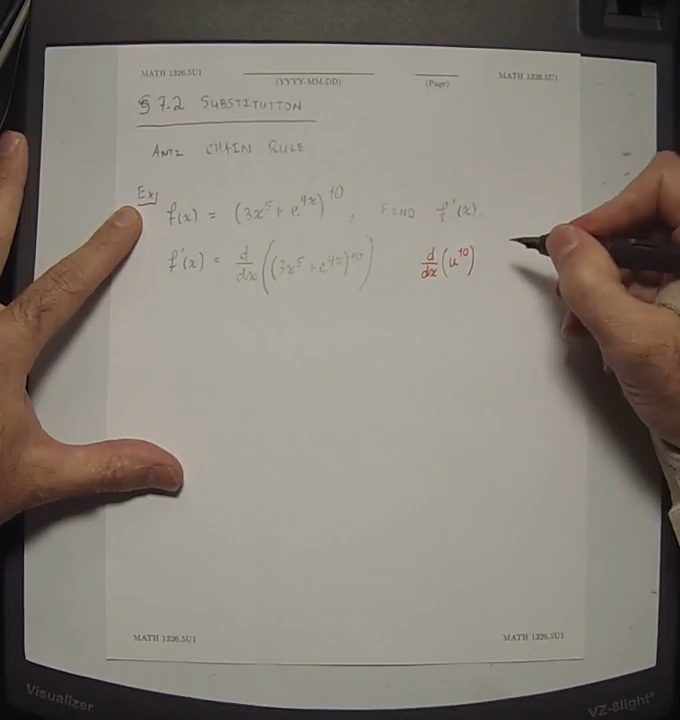 MATH 1326.5U1 (YYYY-MM-DD) (Page) MATH 1326.5U1
§ 7.2 SUBSTITUTION
ANTI CHAIN RULE
Ex1
f(x) = (3x⁵ + e⁴ˣ)¹⁰, FIND f'(x).
f'(x) = d/dx((3x⁵ + e⁴ˣ)¹⁰) d/dx(u¹⁰)
MATH 1326.5U1 MATH 1326.5U1
Visualizer VZ-8light³